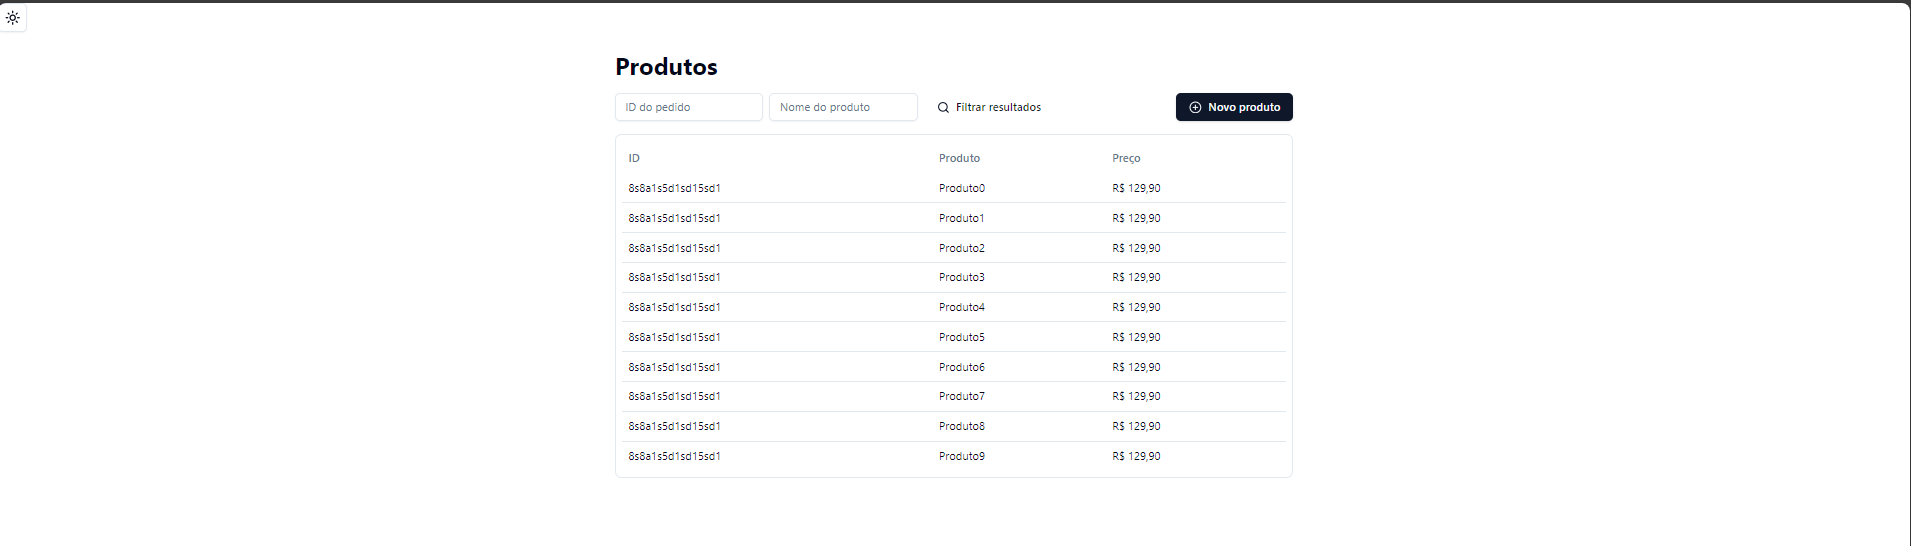 Produtos
ID do pedido Nome do produto Filtrar resultados Novo produto
ID Produto Preço
8s8a1s5d1sd15sd1 Produto0 R$ 129,90
8s8a1s5d1sd15sd1 Produto1 R$ 129,90
8s8a1s5d1sd15sd1 Produto2 R$ 129,90
8s8a1s5d1sd15sd1 Produto3 R$ 129,90
8s8a1s5d1sd15sd1 Produto4 R$ 129,90
8s8a1s5d1sd15sd1 Produto5 R$ 129,90
8s8a1s5d1sd15sd1 Produto6 R$ 129,90
8s8a1s5d1sd15sd1 Produto7 R$ 129,90
8s8a1s5d1sd15sd1 Produto8 R$ 129,90
8s8a1s5d1sd15sd1 Produto9 R$ 129,90